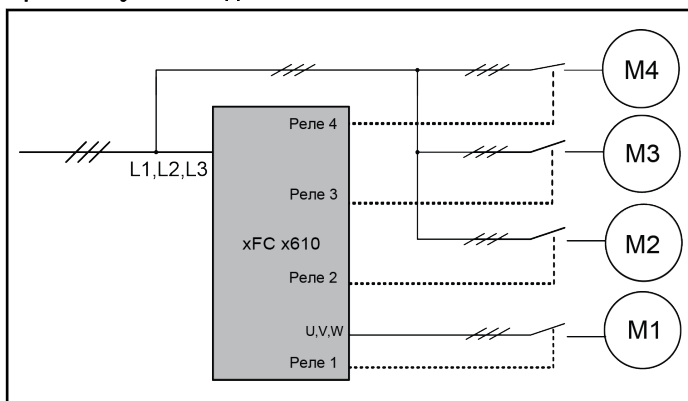 M4
Реле 4
L1,L2,L3
M3
Реле 3
xFC x610
M2
Реле 2
U,V,W
M1
Реле 1